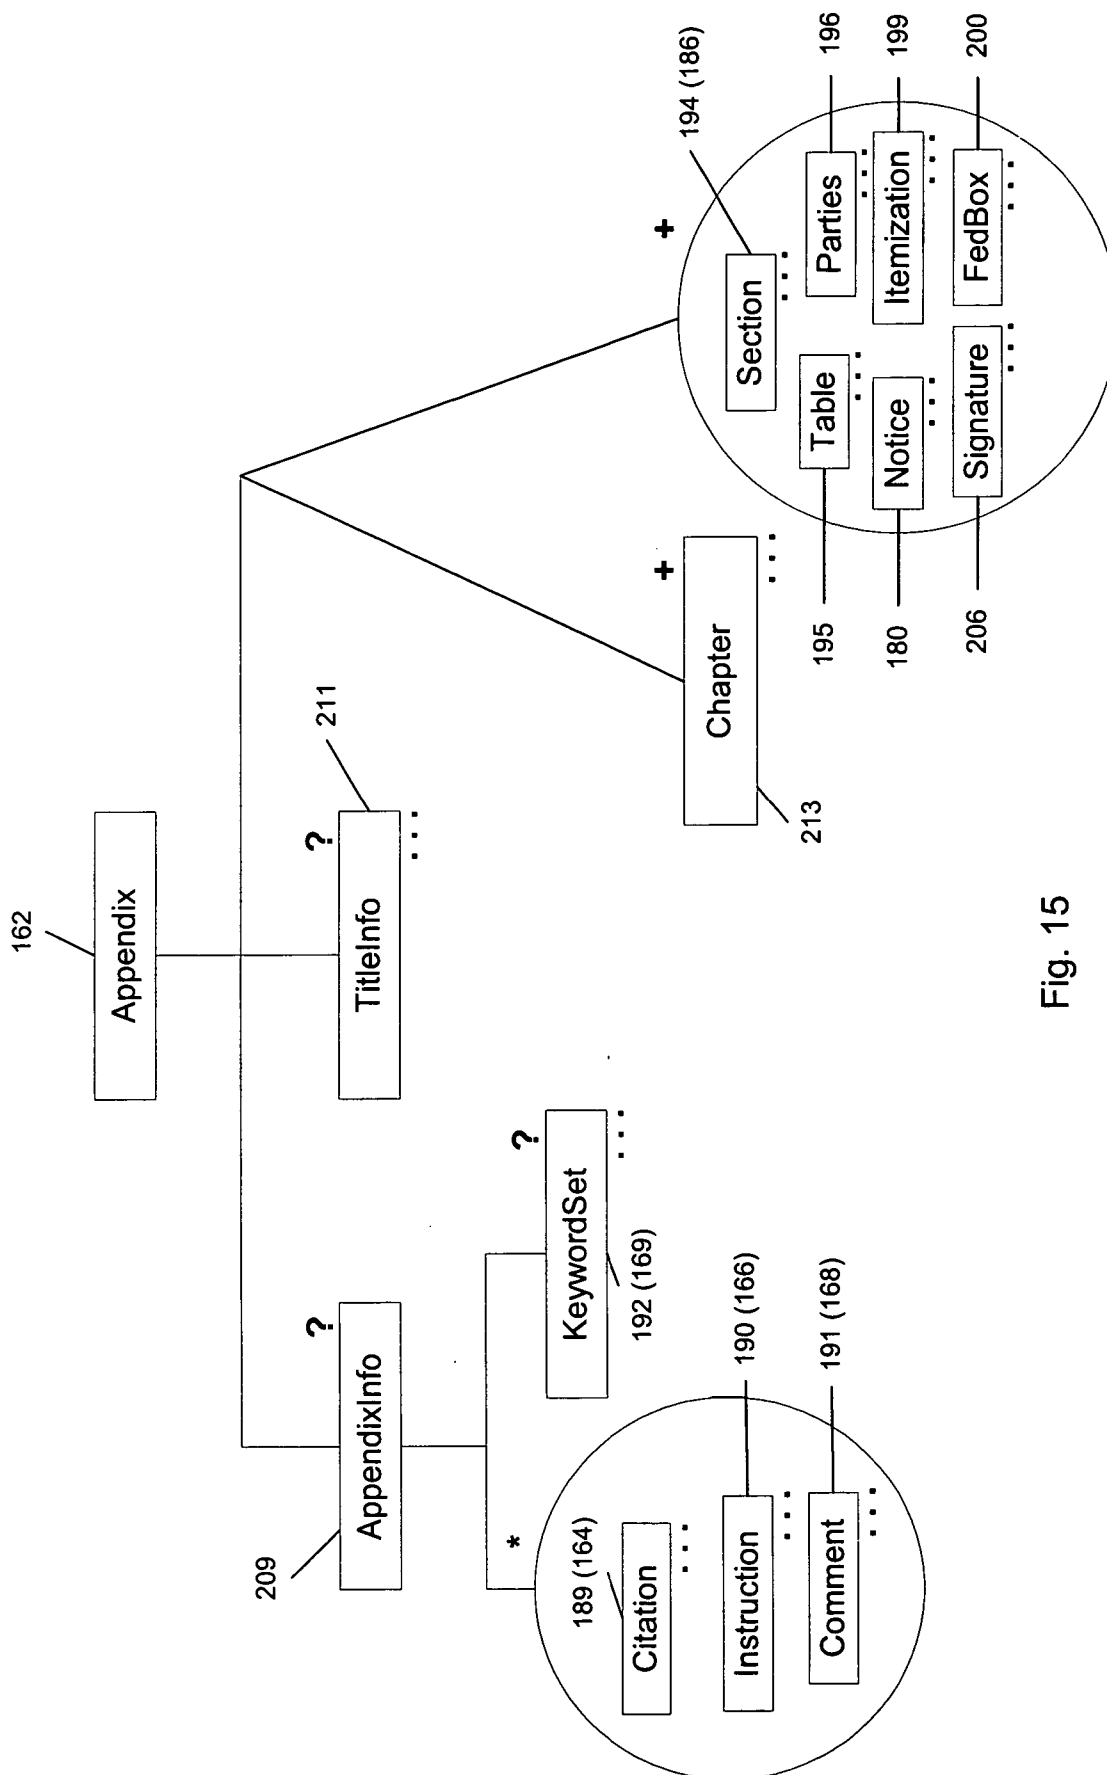 162
Appendix
209
AppendixInfo
?
TitleInfo
?
211
...
...
*
189 (164)
Citation
...
Instruction
...
190 (166)
Comment
...
191 (168)
KeywordSet
?
...
192 (169)
Chapter
+
...
213
+
Section
...
194 (186)
195
Table
...
Parties
...
196
180
Notice
...
Itemization
...
199
206
Signature
...
FedBox
...
200
Fig. 15